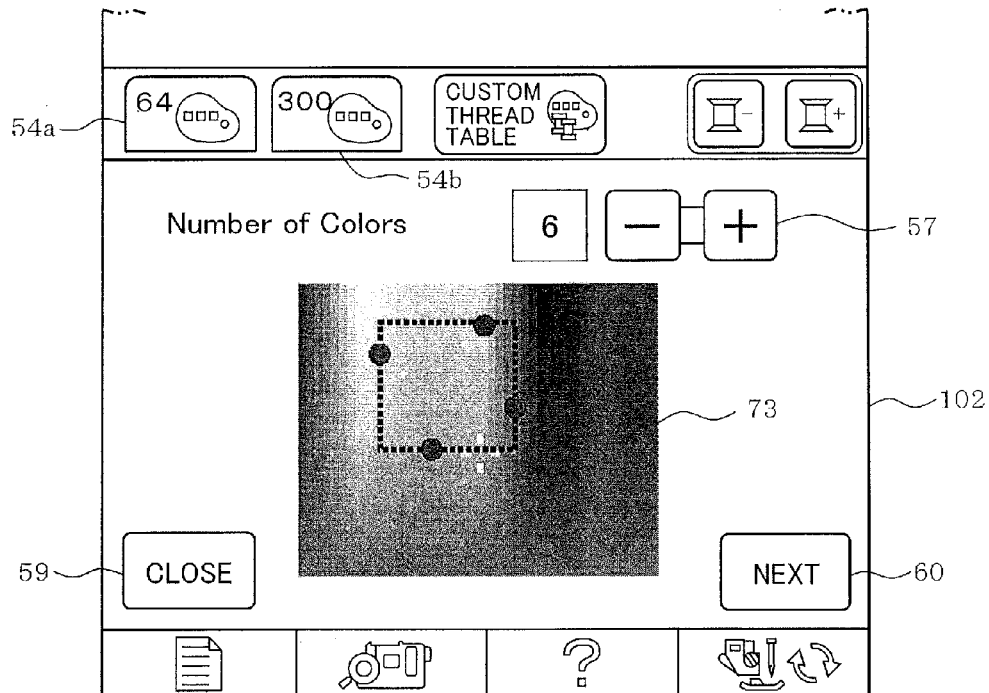 64
300
CUSTOM
THREAD
TABLE
-
+
54a
54b
Number of Colors
6
−
+
57
73
102
59
CLOSE
NEXT
60
?